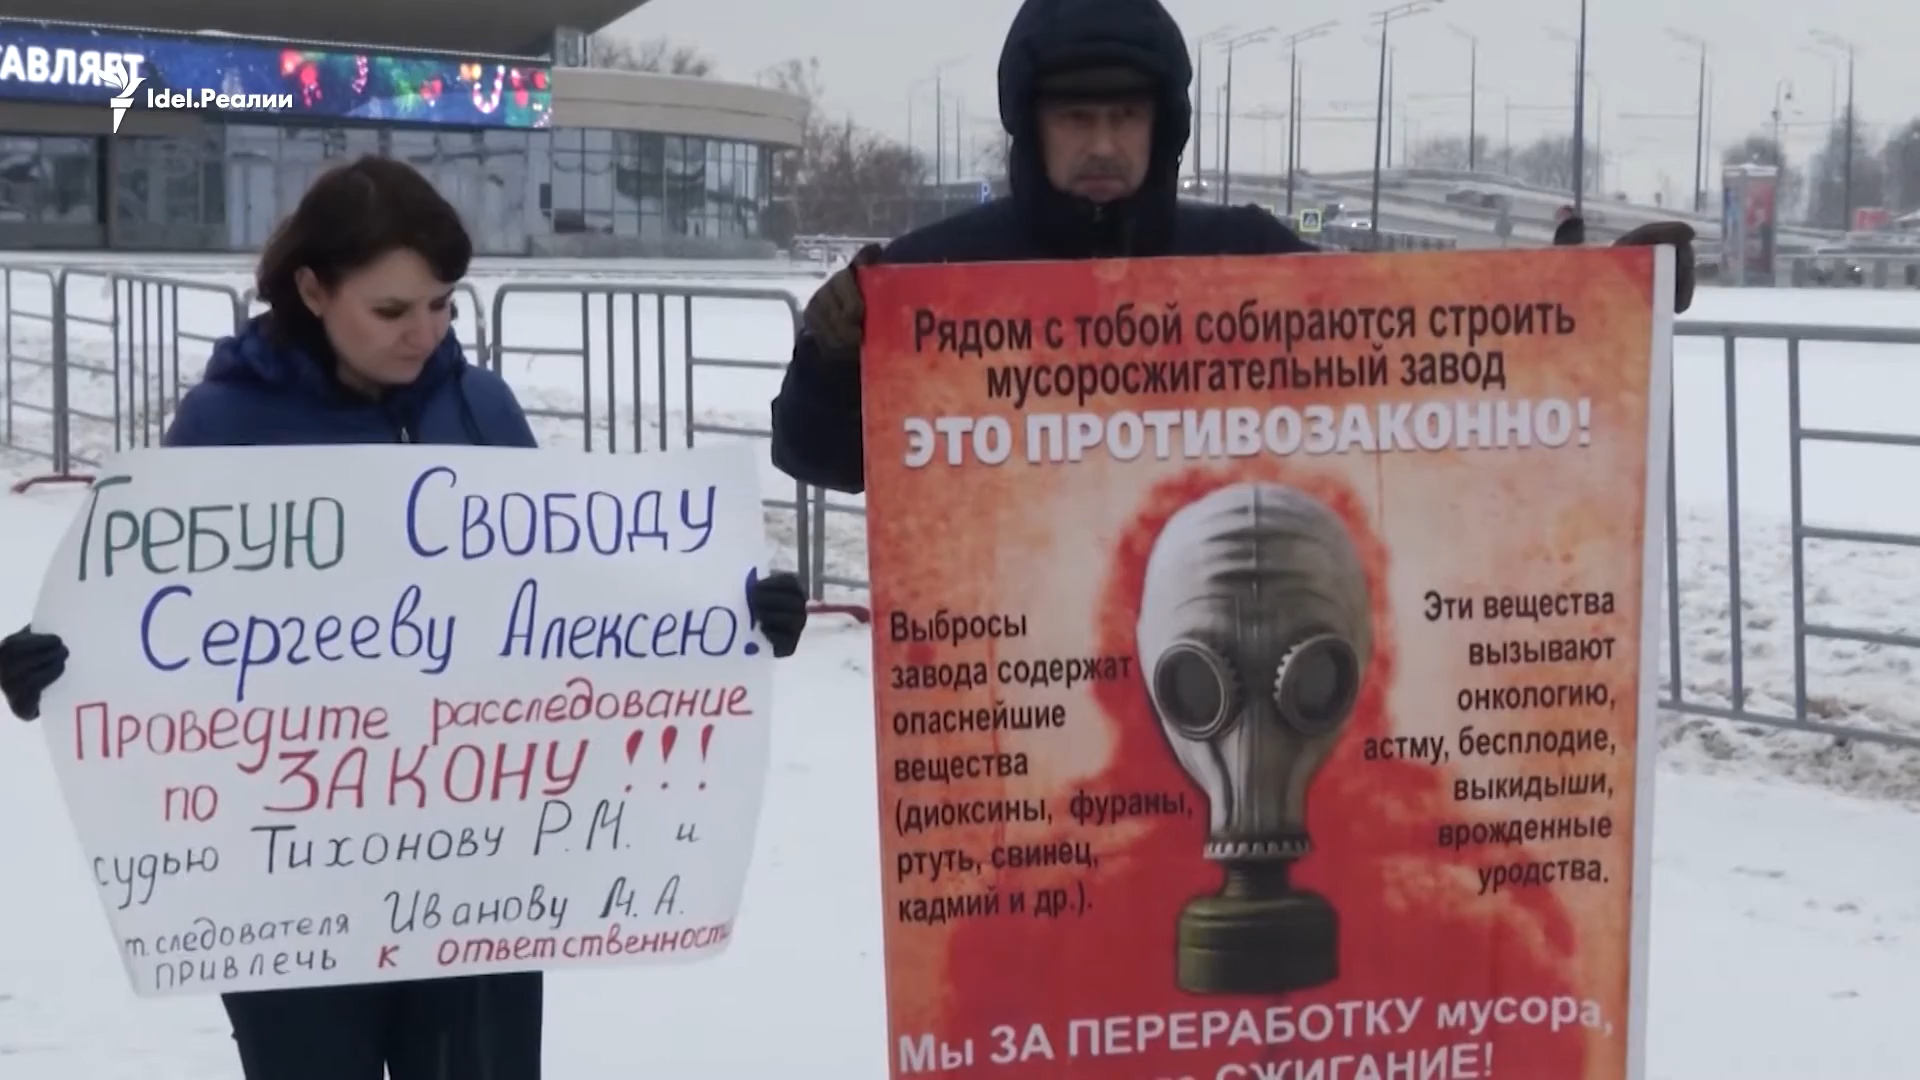 ТАВЛЯЕТ
Idel.Реалии
Требую Свободу
Сергееву Алексею!
Проведите расследование
по ЗАКОНУ!!!
судью Тихонову Р.М. и
т. следователя Иванову М.А.
привлечь к ответственности
Рядом с тобой собираются строить
мусоросжигательный завод
ЭТО ПРОТИВОЗАКОННО!
Выбросы
завода содержат
опаснейшие
вещества
(диоксины, фураны,
ртуть, свинец,
кадмий и др.).
Эти вещества
вызывают
онкологию,
астму, бесплодие,
выкидыши,
врожденные
уродства.
Мы ЗА ПЕРЕРАБОТКУ мусора,
СЖИГАНИЕ!